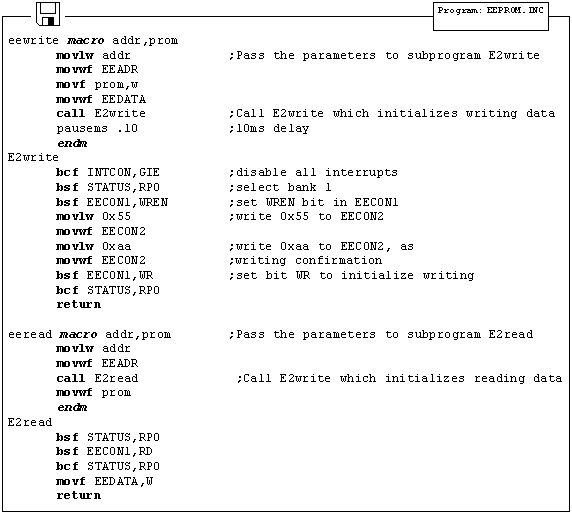 Program: EEPROM.INC
eewrite macro addr,prom
movlw addr ;Pass the parameters to subprogram E2write
movwf EEADR
movf prom,w
movwf EEDATA
call E2write ;Call E2write which initializes writing data
pausems .10 ;10ms delay
endm
E2write
bcf INTCON,GIE ;disable all interrupts
bsf STATUS,RP0 ;select bank 1
bsf EECON1,WREN ;set WREN bit in EECON1
movlw 0x55 ;write 0x55 to EECON2
movwf EECON2
movlw 0xaa ;write 0xaa to EECON2, as
movwf EECON2 ;writing confirmation
bsf EECON1,WR ;set bit WR to initialize writing
bcf STATUS,RP0
return
eeread macro addr,prom ;Pass the parameters to subprogram E2read
movlw addr
movwf EEADR
call E2read ;Call E2write which initializes reading data
movwf prom
endm
E2read
bsf STATUS,RP0
bsf EECON1,RD
bcf STATUS,RP0
movf EEDATA,W
return